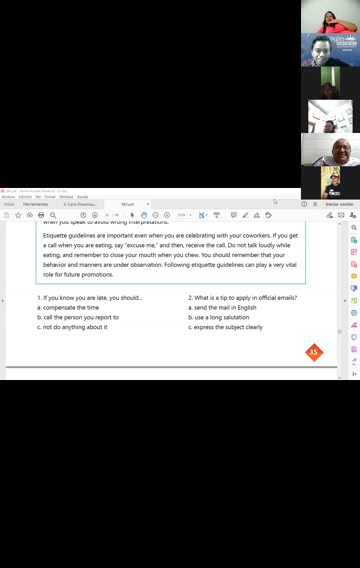 Archivo Edición Ver Firmar Ventana Ayuda
Inicio Herramientas
Iniciar sesión
when you speak to avoid wrong interpretations.
Etiquette guidelines are important even when you are celebrating with your coworkers. If you get
a call when you are eating, say "excuse me," and then, receive the call. Do not talk loudly while
eating, and remember to close your mouth when you chew. You should remember that your
behavior and manners are under observation. Following etiquette guidelines can play a very vital
role for future promotions.
1. If you know you are late, you should...
a. compensate the time
b. call the person you report to
c. not do anything about it
2. What is a tip to apply in official emails?
a. send the mail in English
b. use a long salutation
c. express the subject clearly
35